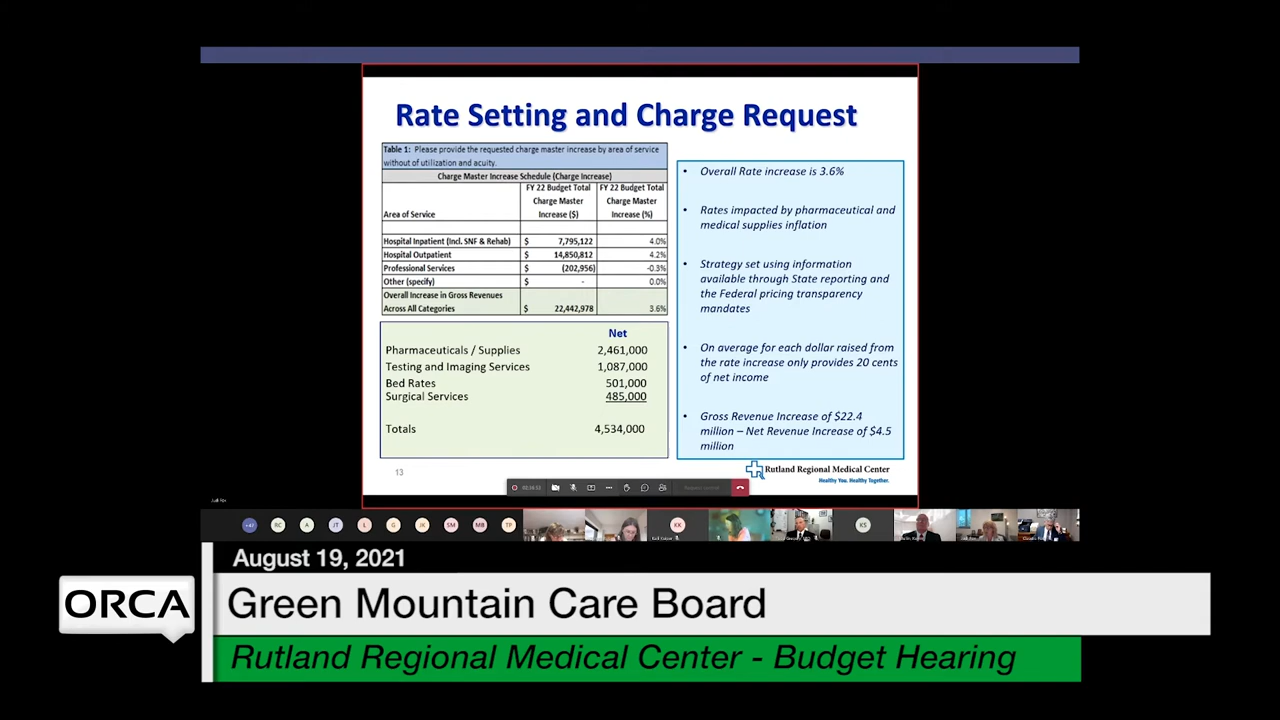 Rate Setting and Charge Request
Table 1: Please provide the requested charge master increase by area of service
without of utilization and acuity.
Charge Master Increase Schedule (Charge Increase)
Area of Service
FY 22 Budget Total
Charge Master
Increase ($)
FY 22 Budget Total
Charge Master
Increase (%)
Hospital Inpatient (Incl. SNF & Rehab) $ 7,795,122 4.0%
Hospital Outpatient $ 14,850,812 4.2%
Professional Services $ (202,956) -0.3%
Other (specify) $ - 0.0%
Overall Increase in Gross Revenues
Across All Categories $ 22,442,978 3.6%
Net
Pharmaceuticals / Supplies 2,461,000
Testing and Imaging Services 1,087,000
Bed Rates 501,000
Surgical Services 485,000
Totals 4,534,000
• Overall Rate increase is 3.6%
• Rates impacted by pharmaceutical and
medical supplies inflation
• Strategy set using information
available through State reporting and
the Federal pricing transparency
mandates
• On average for each dollar raised from
the rate increase only provides 20 cents
of net income
• Gross Revenue Increase of $22.4
million – Net Revenue Increase of $4.5
million
13
Rutland Regional Medical Center
Healthy You. Healthy Together.
RC A JT L G JK SM MB TP KK KS
August 19, 2021
ORCA
Green Mountain Care Board
Rutland Regional Medical Center - Budget Hearing